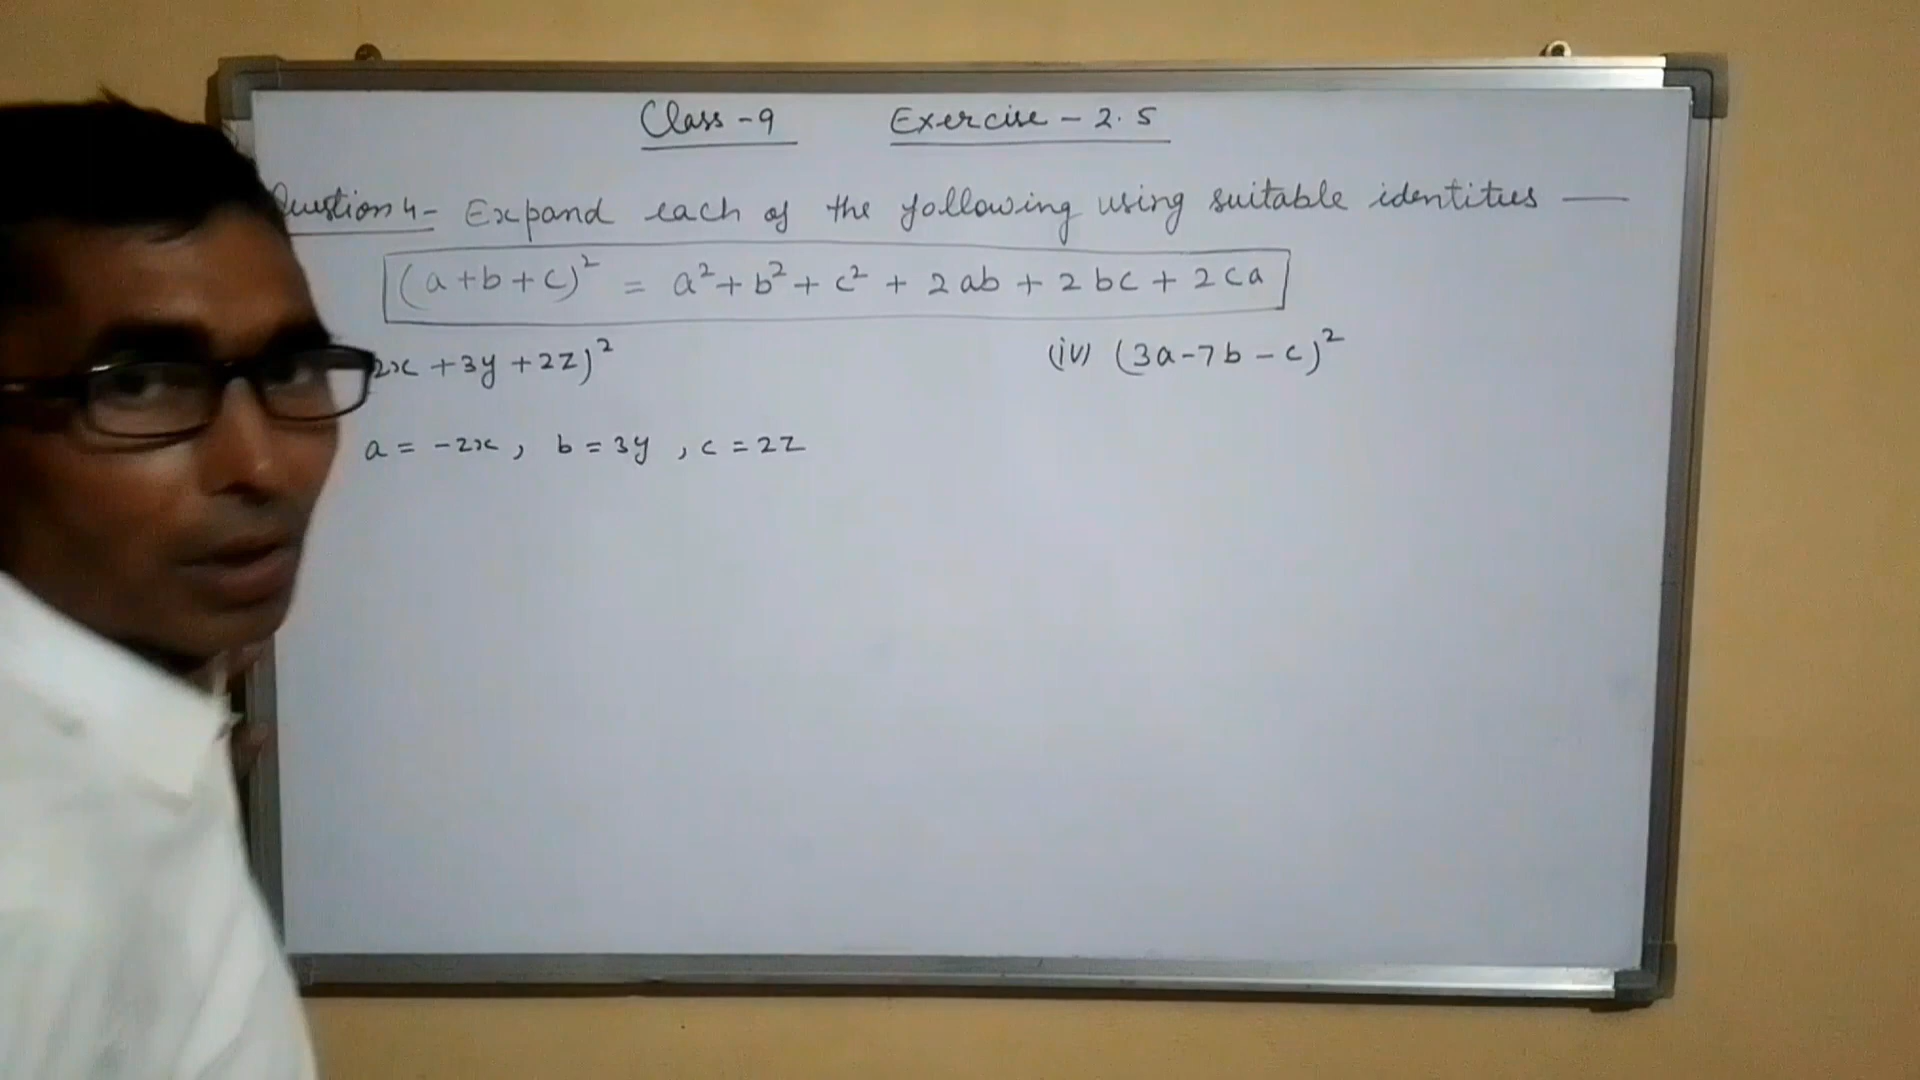 Class - 9 Exercise - 2.5
Question 4 - Expand each of the following using suitable identities —
(a + b + c)² = a² + b² + c² + 2ab + 2bc + 2ca
2x + 3y + 2z)² (iv) (3a - 7b - c)²
a = -2x, b = 3y, c = 2z